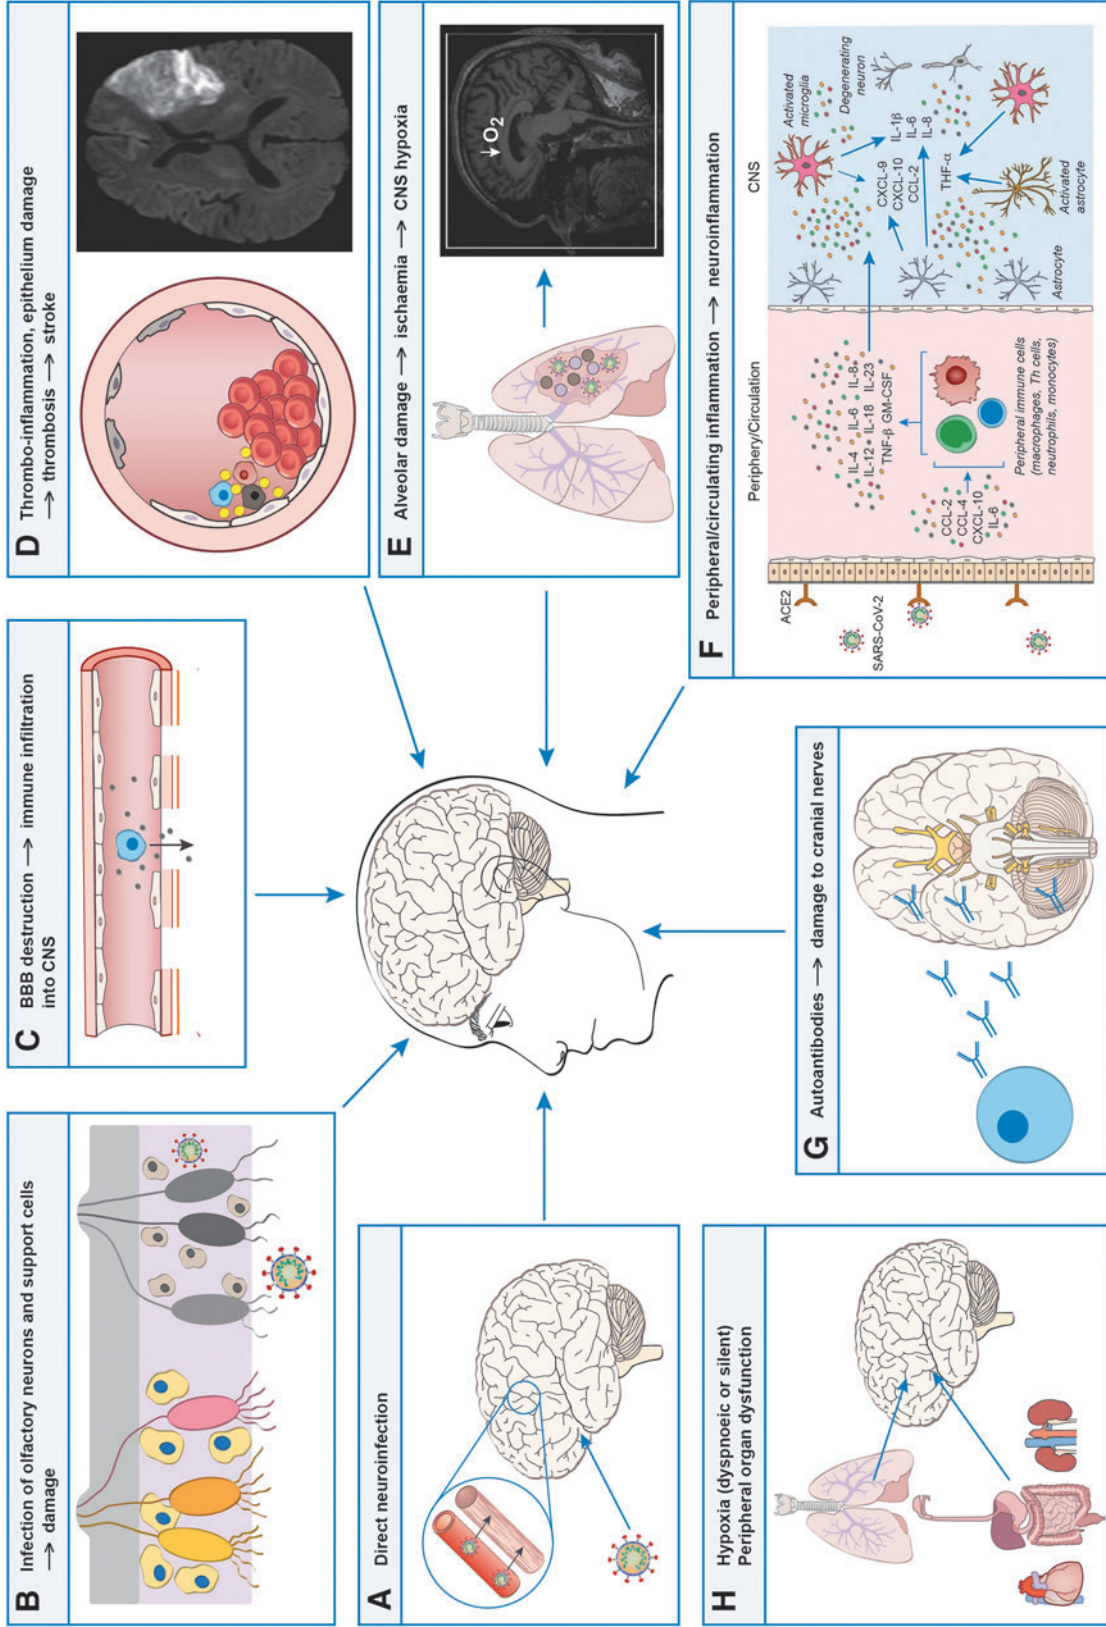 A Direct neuroinfection
B Infection of olfactory neurons and support cells
→ damage
C BBB destruction → immune infiltration
into CNS
D Thrombo-inflammation, epithelium damage
→ thrombosis → stroke
E Alveolar damage → ischaemia → CNS hypoxia
↓O2
F Peripheral/circulating inflammation → neuroinflammation
Periphery/Circulation
CNS
ACE2
SARS-CoV-2
CCL-2
CCL-4
CXCL-10
IL-6
IL-4 IL-6 IL-8
IL-12 IL-18 IL-23
TNF-β GM-CSF
Peripheral immune cells
(macrophages, Th cells,
neutrophils, monocytes)
Activated
microglia
Degenerating
neuron
CXCL-9
CXCL-10
CCL-2
IL-1β
IL-6
IL-8
THF-α
Astrocyte
Activated
astrocyte
G Autoantibodies → damage to cranial nerves
H Hypoxia (dyspnoeic or silent)
Peripheral organ dysfunction